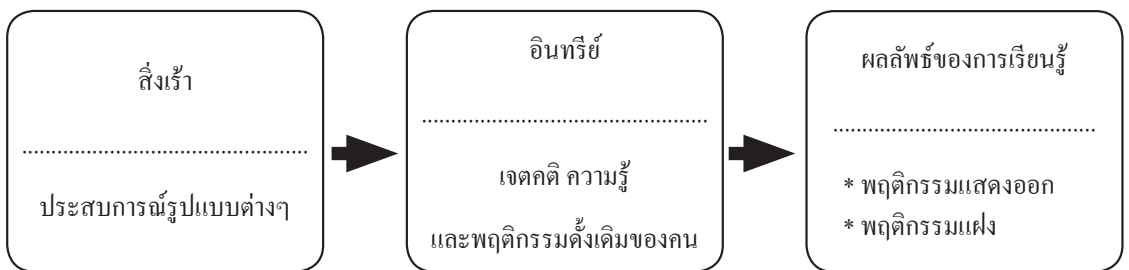 สิ่งเร้า
................................................
ประสบการณ์รูปแบบต่างๆ
อินทรีย์
................................................
เจตคติ ความรู้
และพฤติกรรมดั้งเดิมของคน
ผลลัพธ์ของการเรียนรู้
............................................
* พฤติกรรมแสดงออก
* พฤติกรรมแฝง